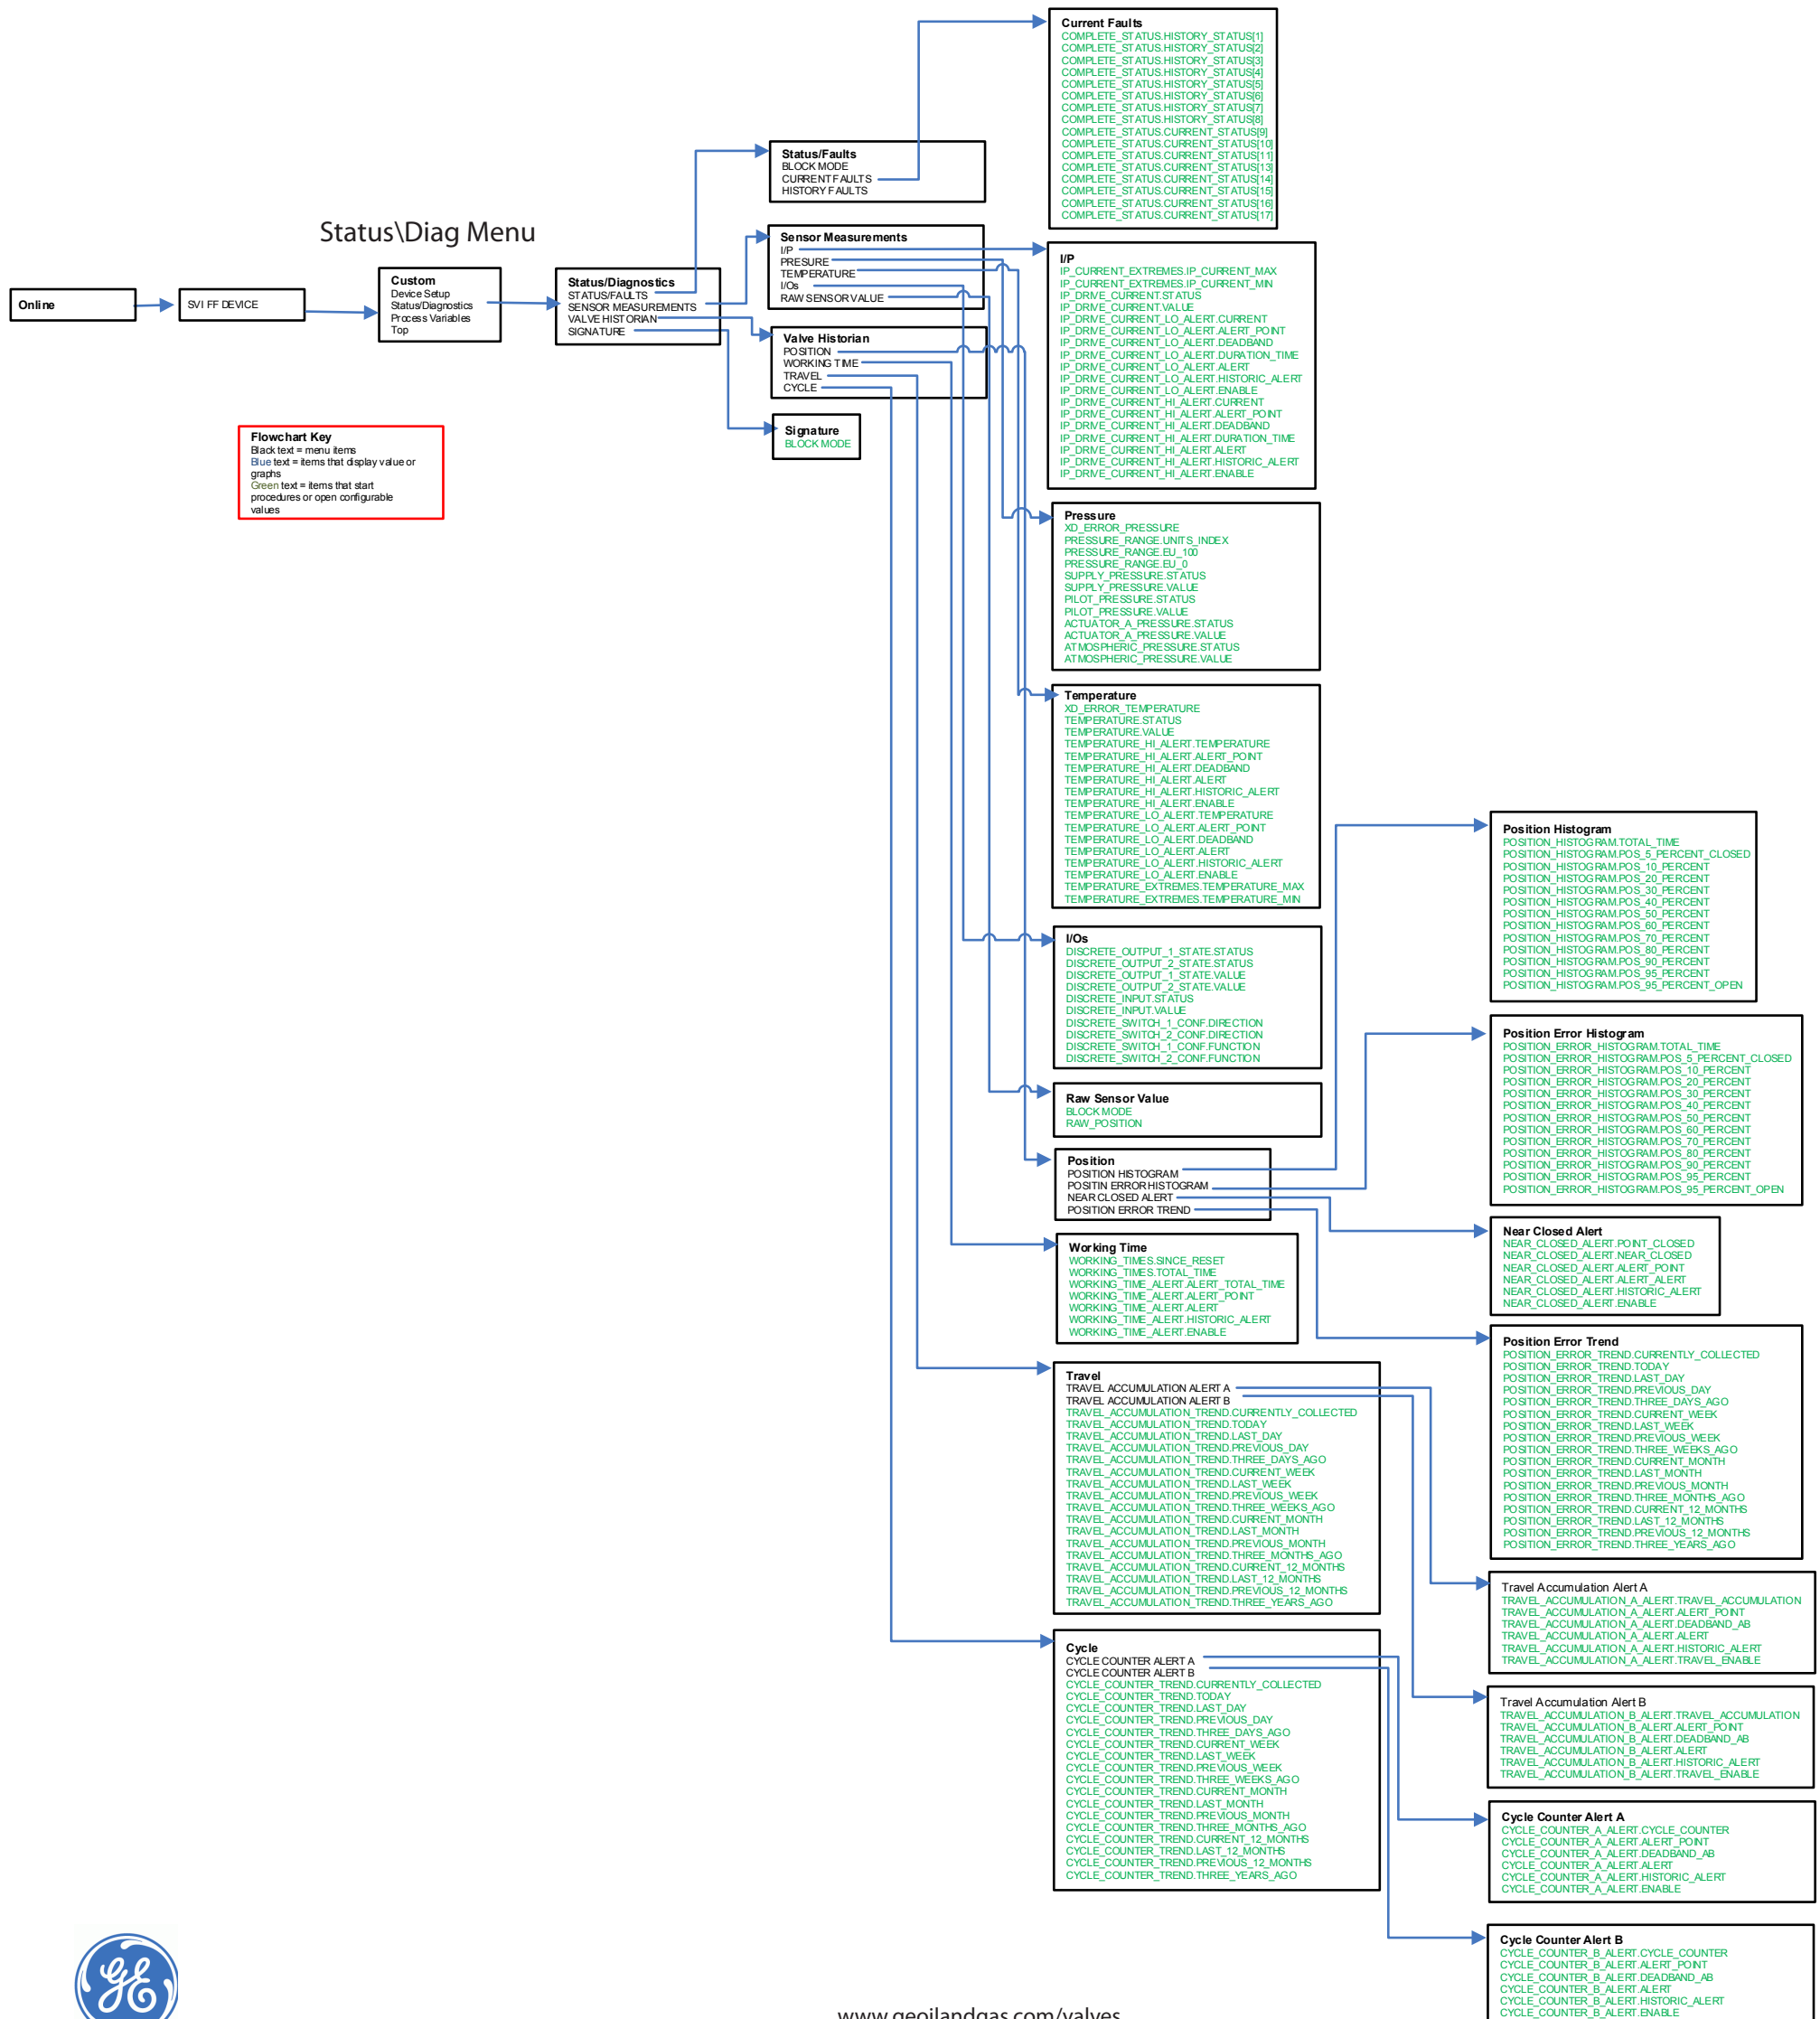 Status\Diag Menu
Online
SVI FF DEVICE
Custom
Device Setup
Status/Diagnostics
Process Variables
Top
Status/Diagnostics
STATUS/FAULTS
SENSOR MEASUREMENTS
VALVE HISTORIAN
SIGNATURE
Flowchart Key
Black text = menu items
Blue text = items that display value or
graphs
Green text = items that start
procedures or open configurable
values
Status/Faults
BLOCK MODE
CURRENT FAULTS
HISTORY FAULTS
Sensor Measurements
I/P
PRESURE
TEMPERATURE
I/Os
RAW SENSOR VALUE
Valve Historian
POSITION
WORKING TIME
TRAVEL
CYCLE
Signature
BLOCK MODE
Current Faults
COMPLETE_STATUS.HISTORY_STATUS[1]
COMPLETE_STATUS.HISTORY_STATUS[2]
COMPLETE_STATUS.HISTORY_STATUS[3]
COMPLETE_STATUS.HISTORY_STATUS[4]
COMPLETE_STATUS.HISTORY_STATUS[5]
COMPLETE_STATUS.HISTORY_STATUS[6]
COMPLETE_STATUS.HISTORY_STATUS[7]
COMPLETE_STATUS.HISTORY_STATUS[8]
COMPLETE_STATUS.CURRENT_STATUS[9]
COMPLETE_STATUS.CURRENT_STATUS[10]
COMPLETE_STATUS.CURRENT_STATUS[11]
COMPLETE_STATUS.CURRENT_STATUS[13]
COMPLETE_STATUS.CURRENT_STATUS[14]
COMPLETE_STATUS.CURRENT_STATUS[15]
COMPLETE_STATUS.CURRENT_STATUS[16]
COMPLETE_STATUS.CURRENT_STATUS[17]
I/P
IP_CURRENT_EXTREMES.IP_CURRENT_MAX
IP_CURRENT_EXTREMES.IP_CURRENT_MIN
IP_DRIVE_CURRENT.STATUS
IP_DRIVE_CURRENT.VALUE
IP_DRIVE_CURRENT_LO_ALERT.CURRENT
IP_DRIVE_CURRENT_LO_ALERT.ALERT_POINT
IP_DRIVE_CURRENT_LO_ALERT.DEADBAND
IP_DRIVE_CURRENT_LO_ALERT.DURATION_TIME
IP_DRIVE_CURRENT_LO_ALERT.ALERT
IP_DRIVE_CURRENT_LO_ALERT.HISTORIC_ALERT
IP_DRIVE_CURRENT_LO_ALERT.ENABLE
IP_DRIVE_CURRENT_HI_ALERT.CURRENT
IP_DRIVE_CURRENT_HI_ALERT.ALERT_POINT
IP_DRIVE_CURRENT_HI_ALERT.DEADBAND
IP_DRIVE_CURRENT_HI_ALERT.DURATION_TIME
IP_DRIVE_CURRENT_HI_ALERT.ALERT
IP_DRIVE_CURRENT_HI_ALERT.HISTORIC_ALERT
IP_DRIVE_CURRENT_HI_ALERT.ENABLE
Pressure
XD_ERROR_PRESSURE
PRESSURE_RANGE.UNITS_INDEX
PRESSURE_RANGE.EU_100
PRESSURE_RANGE.EU_0
SUPPLY_PRESSURE.STATUS
SUPPLY_PRESSURE.VALUE
PILOT_PRESSURE.STATUS
PILOT_PRESSURE.VALUE
ACTUATOR_A_PRESSURE.STATUS
ACTUATOR_A_PRESSURE.VALUE
ATMOSPHERIC_PRESSURE.STATUS
ATMOSPHERIC_PRESSURE.VALUE
Temperature
XD_ERROR_TEMPERATURE
TEMPERATURE.STATUS
TEMPERATURE.VALUE
TEMPERATURE_HI_ALERT.TEMPERATURE
TEMPERATURE_HI_ALERT.ALERT_POINT
TEMPERATURE_HI_ALERT.DEADBAND
TEMPERATURE_HI_ALERT.ALERT
TEMPERATURE_HI_ALERT.HISTORIC_ALERT
TEMPERATURE_HI_ALERT.ENABLE
TEMPERATURE_LO_ALERT.TEMPERATURE
TEMPERATURE_LO_ALERT.ALERT_POINT
TEMPERATURE_LO_ALERT.DEADBAND
TEMPERATURE_LO_ALERT.ALERT
TEMPERATURE_LO_ALERT.HISTORIC_ALERT
TEMPERATURE_LO_ALERT.ENABLE
TEMPERATURE_EXTREMES.TEMPERATURE_MAX
TEMPERATURE_EXTREMES.TEMPERATURE_MIN
I/Os
DISCRETE_OUTPUT_1_STATE.STATUS
DISCRETE_OUTPUT_2_STATE.STATUS
DISCRETE_OUTPUT_1_STATE.VALUE
DISCRETE_OUTPUT_2_STATE.VALUE
DISCRETE_INPUT.STATUS
DISCRETE_INPUT.VALUE
DISCRETE_SWITCH_1_CONF.DIRECTION
DISCRETE_SWITCH_2_CONF.DIRECTION
DISCRETE_SWITCH_1_CONF.FUNCTION
DISCRETE_SWITCH_2_CONF.FUNCTION
Raw Sensor Value
BLOCK MODE
RAW_POSITION
Position
POSITION HISTOGRAM
POSITIN ERROR HISTOGRAM
NEAR CLOSED ALERT
POSITION ERROR TREND
Working Time
WORKING_TIMES.SINCE_RESET
WORKING_TIMES.TOTAL_TIME
WORKING_TIME_ALERT.ALERT_TOTAL_TIME
WORKING_TIME_ALERT.ALERT_POINT
WORKING_TIME_ALERT.ALERT
WORKING_TIME_ALERT.HISTORIC_ALERT
WORKING_TIME_ALERT.ENABLE
Travel
TRAVEL ACCUMULATION ALERT A
TRAVEL ACCUMULATION ALERT B
TRAVEL_ACCUMULATION_TREND.CURRENTLY_COLLECTED
TRAVEL_ACCUMULATION_TREND.TODAY
TRAVEL_ACCUMULATION_TREND.LAST_DAY
TRAVEL_ACCUMULATION_TREND.PREVIOUS_DAY
TRAVEL_ACCUMULATION_TREND.THREE_DAYS_AGO
TRAVEL_ACCUMULATION_TREND.CURRENT_WEEK
TRAVEL_ACCUMULATION_TREND.LAST_WEEK
TRAVEL_ACCUMULATION_TREND.PREVIOUS_WEEK
TRAVEL_ACCUMULATION_TREND.THREE_WEEKS_AGO
TRAVEL_ACCUMULATION_TREND.CURRENT_MONTH
TRAVEL_ACCUMULATION_TREND.LAST_MONTH
TRAVEL_ACCUMULATION_TREND.PREVIOUS_MONTH
TRAVEL_ACCUMULATION_TREND.THREE_MONTHS_AGO
TRAVEL_ACCUMULATION_TREND.CURRENT_12_MONTHS
TRAVEL_ACCUMULATION_TREND.LAST_12_MONTHS
TRAVEL_ACCUMULATION_TREND.PREVIOUS_12_MONTHS
TRAVEL_ACCUMULATION_TREND.THREE_YEARS_AGO
Cycle
CYCLE COUNTER ALERT A
CYCLE COUNTER ALERT B
CYCLE_COUNTER_TREND.CURRENTLY_COLLECTED
CYCLE_COUNTER_TREND.TODAY
CYCLE_COUNTER_TREND.LAST_DAY
CYCLE_COUNTER_TREND.PREVIOUS_DAY
CYCLE_COUNTER_TREND.THREE_DAYS_AGO
CYCLE_COUNTER_TREND.CURRENT_WEEK
CYCLE_COUNTER_TREND.LAST_WEEK
CYCLE_COUNTER_TREND.PREVIOUS_WEEK
CYCLE_COUNTER_TREND.THREE_WEEKS_AGO
CYCLE_COUNTER_TREND.CURRENT_MONTH
CYCLE_COUNTER_TREND.LAST_MONTH
CYCLE_COUNTER_TREND.PREVIOUS_MONTH
CYCLE_COUNTER_TREND.THREE_MONTHS_AGO
CYCLE_COUNTER_TREND.CURRENT_12_MONTHS
CYCLE_COUNTER_TREND.LAST_12_MONTHS
CYCLE_COUNTER_TREND.PREVIOUS_12_MONTHS
CYCLE_COUNTER_TREND.THREE_YEARS_AGO
Position Histogram
POSITION_HISTOGRAM.TOTAL_TIME
POSITION_HISTOGRAM.POS_5_PERCENT_CLOSED
POSITION_HISTOGRAM.POS_10_PERCENT
POSITION_HISTOGRAM.POS_20_PERCENT
POSITION_HISTOGRAM.POS_30_PERCENT
POSITION_HISTOGRAM.POS_40_PERCENT
POSITION_HISTOGRAM.POS_50_PERCENT
POSITION_HISTOGRAM.POS_60_PERCENT
POSITION_HISTOGRAM.POS_70_PERCENT
POSITION_HISTOGRAM.POS_80_PERCENT
POSITION_HISTOGRAM.POS_90_PERCENT
POSITION_HISTOGRAM.POS_95_PERCENT
POSITION_HISTOGRAM.POS_95_PERCENT_OPEN
Position Error Histogram
POSITION_ERROR_HISTOGRAM.TOTAL_TIME
POSITION_ERROR_HISTOGRAM.POS_5_PERCENT_CLOSED
POSITION_ERROR_HISTOGRAM.POS_10_PERCENT
POSITION_ERROR_HISTOGRAM.POS_20_PERCENT
POSITION_ERROR_HISTOGRAM.POS_30_PERCENT
POSITION_ERROR_HISTOGRAM.POS_40_PERCENT
POSITION_ERROR_HISTOGRAM.POS_50_PERCENT
POSITION_ERROR_HISTOGRAM.POS_60_PERCENT
POSITION_ERROR_HISTOGRAM.POS_70_PERCENT
POSITION_ERROR_HISTOGRAM.POS_80_PERCENT
POSITION_ERROR_HISTOGRAM.POS_90_PERCENT
POSITION_ERROR_HISTOGRAM.POS_95_PERCENT
POSITION_ERROR_HISTOGRAM.POS_95_PERCENT_OPEN
Near Closed Alert
NEAR_CLOSED_ALERT.POINT_CLOSED
NEAR_CLOSED_ALERT.NEAR_CLOSED
NEAR_CLOSED_ALERT.ALERT_POINT
NEAR_CLOSED_ALERT.ALERT_ALERT
NEAR_CLOSED_ALERT.HISTORIC_ALERT
NEAR_CLOSED_ALERT.ENABLE
Position Error Trend
POSITION_ERROR_TREND.CURRENTLY_COLLECTED
POSITION_ERROR_TREND.TODAY
POSITION_ERROR_TREND.LAST_DAY
POSITION_ERROR_TREND.PREVIOUS_DAY
POSITION_ERROR_TREND.THREE_DAYS_AGO
POSITION_ERROR_TREND.CURRENT_WEEK
POSITION_ERROR_TREND.LAST_WEEK
POSITION_ERROR_TREND.PREVIOUS_WEEK
POSITION_ERROR_TREND.THREE_WEEKS_AGO
POSITION_ERROR_TREND.CURRENT_MONTH
POSITION_ERROR_TREND.LAST_MONTH
POSITION_ERROR_TREND.PREVIOUS_MONTH
POSITION_ERROR_TREND.THREE_MONTHS_AGO
POSITION_ERROR_TREND.CURRENT_12_MONTHS
POSITION_ERROR_TREND.LAST_12_MONTHS
POSITION_ERROR_TREND.PREVIOUS_12_MONTHS
POSITION_ERROR_TREND.THREE_YEARS_AGO
Travel Accumulation Alert A
TRAVEL_ACCUMULATION_A_ALERT.TRAVEL_ACCUMULATION
TRAVEL_ACCUMULATION_A_ALERT.ALERT_POINT
TRAVEL_ACCUMULATION_A_ALERT.DEADBAND_AB
TRAVEL_ACCUMULATION_A_ALERT.ALERT
TRAVEL_ACCUMULATION_A_ALERT.HISTORIC_ALERT
TRAVEL_ACCUMULATION_A_ALERT.TRAVEL_ENABLE
Travel Accumulation Alert B
TRAVEL_ACCUMULATION_B_ALERT.TRAVEL_ACCUMULATION
TRAVEL_ACCUMULATION_B_ALERT.ALERT_POINT
TRAVEL_ACCUMULATION_B_ALERT.DEADBAND_AB
TRAVEL_ACCUMULATION_B_ALERT.ALERT
TRAVEL_ACCUMULATION_B_ALERT.HISTORIC_ALERT
TRAVEL_ACCUMULATION_B_ALERT.TRAVEL_ENABLE
Cycle Counter Alert A
CYCLE_COUNTER_A_ALERT.CYCLE_COUNTER
CYCLE_COUNTER_A_ALERT.ALERT_POINT
CYCLE_COUNTER_A_ALERT.DEADBAND_AB
CYCLE_COUNTER_A_ALERT.ALERT
CYCLE_COUNTER_A_ALERT.HISTORIC_ALERT
CYCLE_COUNTER_A_ALERT.ENABLE
Cycle Counter Alert B
CYCLE_COUNTER_B_ALERT.CYCLE_COUNTER
CYCLE_COUNTER_B_ALERT.ALERT_POINT
CYCLE_COUNTER_B_ALERT.DEADBAND_AB
CYCLE_COUNTER_B_ALERT.ALERT
CYCLE_COUNTER_B_ALERT.HISTORIC_ALERT
CYCLE_COUNTER_B_ALERT.ENABLE
GE
www.geoilandgas.com/valves